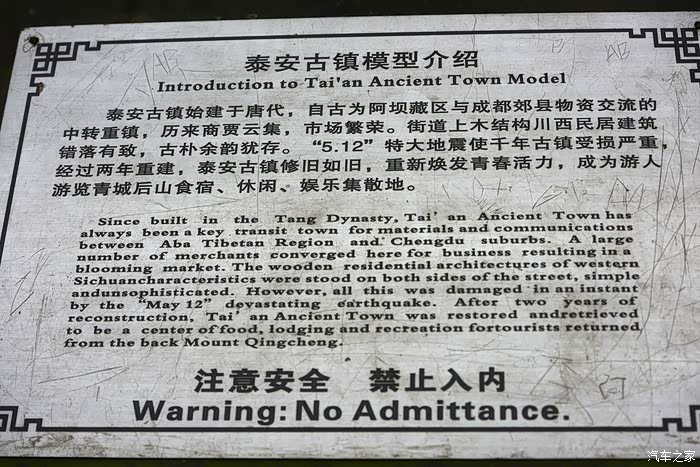 泰安古镇模型介绍
Introduction to Tai'an Ancient Town Model
泰安古镇始建于唐代，自古为阿坝藏区与成都郊县物资交流的
中转重镇，历来商贾云集，市场繁荣。街道上木结构川西民居建筑
错落有致，古朴余韵犹存。“5.12”特大地震使千年古镇受损严重，
经过两年重建，泰安古镇修旧如旧，重新焕发青春活力，成为游人
游览青城后山食宿、休闲、娱乐集散地。
Since built in the Tang Dynasty, Tai' an Ancient Town has
always been a key transit town for materials and communications
between Aba Tibetan Region and Chengdu suburbs. A large
number of merchants converged here for business resulting in a
blooming market. The wooden residential architectures of western
Sichuancharacteristics were stood on both sides of the street, simple
andunsophisticated. However, all this was damaged in an instant
by the “May 12” devastating earthquake. After two years of
reconstruction, Tai' an Ancient Town was restored andretrieved
to be a center of food, lodging and recreation fortourists returned
from the back Mount Qingcheng.
注意安全 禁止入内
Warning: No Admittance.
汽车之家